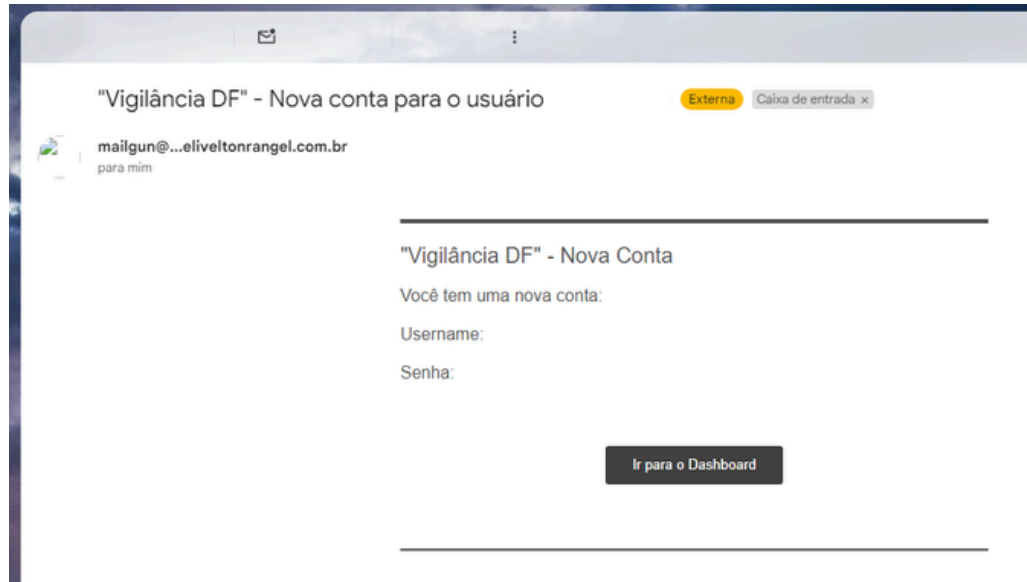 "Vigilância DF" - Nova conta para o usuário
Externa
Caixa de entrada ×
mailgun@...eliveltonrangel.com.br
para mim
"Vigilância DF" - Nova Conta
Você tem uma nova conta:
Username:
Senha:
Ir para o Dashboard